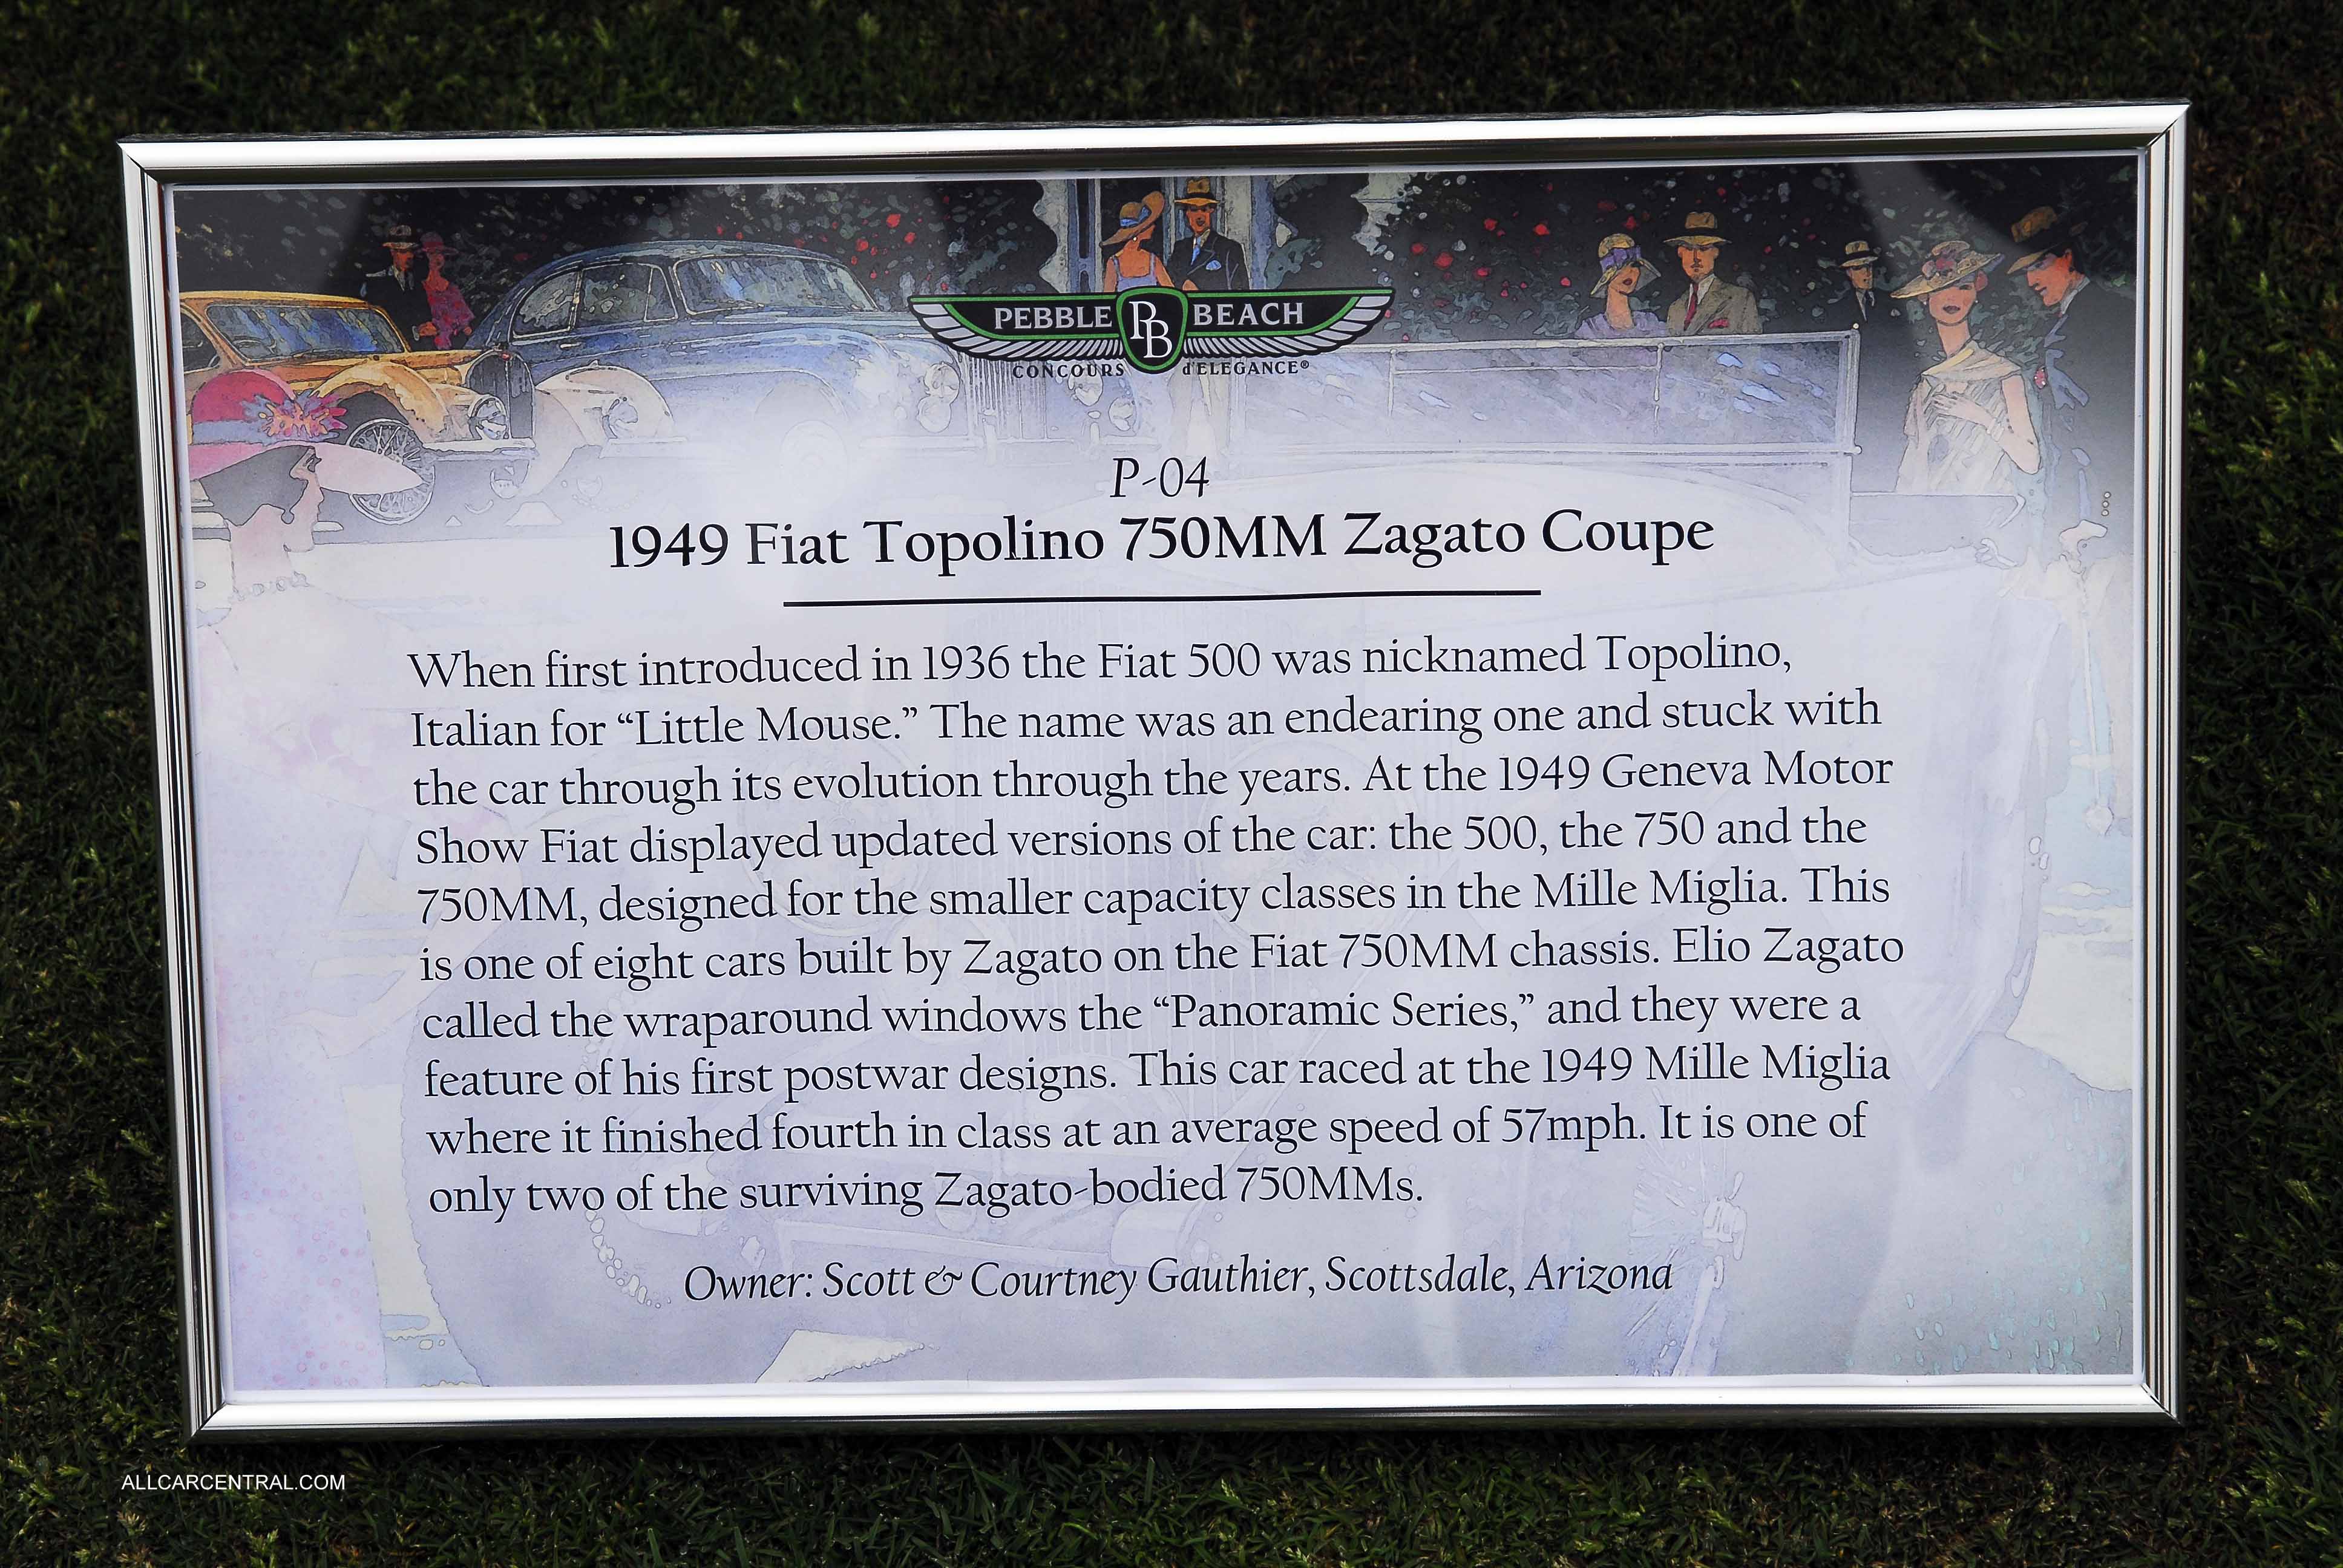 PEBBLE PB BEACH
CONCOURS d'ELEGANCE®
P-04
1949 Fiat Topolino 750MM Zagato Coupe
When first introduced in 1936 the Fiat 500 was nicknamed Topolino,
Italian for “Little Mouse.” The name was an endearing one and stuck with
the car through its evolution through the years. At the 1949 Geneva Motor
Show Fiat displayed updated versions of the car: the 500, the 750 and the
750MM, designed for the smaller capacity classes in the Mille Miglia. This
is one of eight cars built by Zagato on the Fiat 750MM chassis. Elio Zagato
called the wraparound windows the “Panoramic Series,” and they were a
feature of his first postwar designs. This car raced at the 1949 Mille Miglia
where it finished fourth in class at an average speed of 57mph. It is one of
only two of the surviving Zagato-bodied 750MMs.
Owner: Scott & Courtney Gauthier, Scottsdale, Arizona
ALLCARCENTRAL.COM